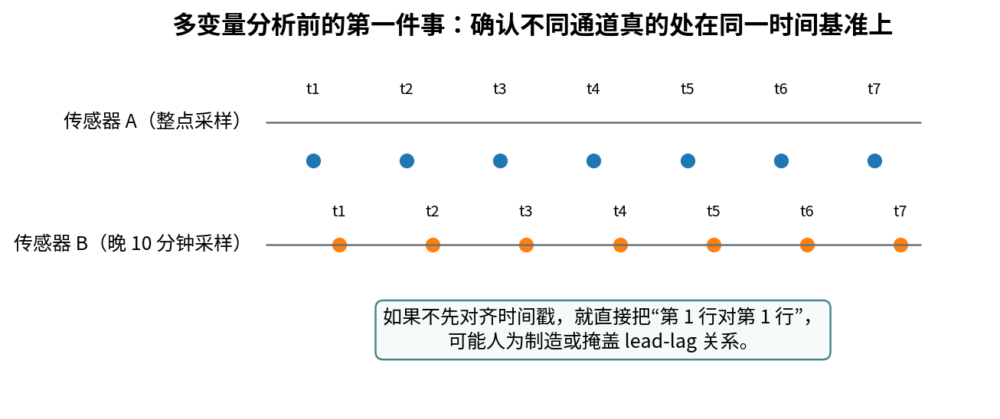 多变量分析前的第一件事：确认不同通道真的处在同一时间基准上
t1 t2 t3 t4 t5 t6 t7
传感器 A（整点采样）
t1 t2 t3 t4 t5 t6 t7
传感器 B（晚 10 分钟采样）
如果不先对齐时间戳，就直接把“第 1 行对第 1 行”，
可能人为制造或掩盖 lead-lag 关系。